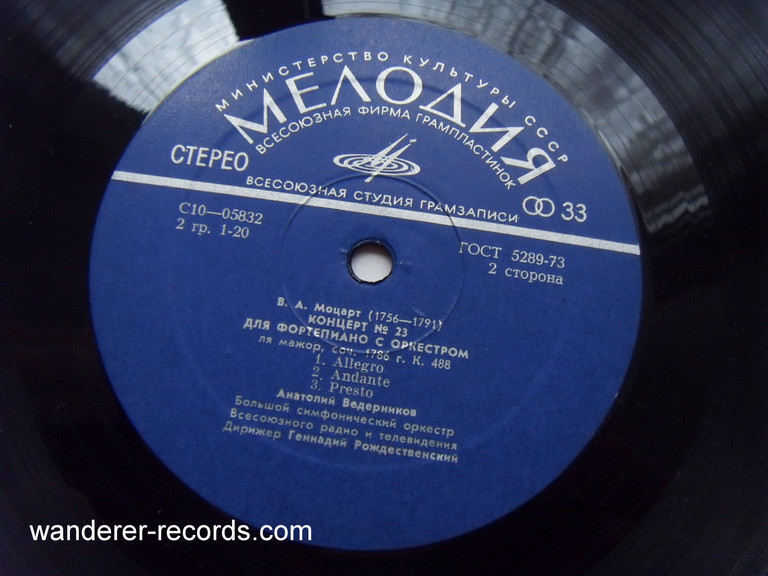 МИНИСТЕРСТВО КУЛЬТУРЫ СССР
МЕЛОДИЯ
ВСЕСОЮЗНАЯ ФИРМА ГРАМПЛАСТИНОК
СТЕРЕО
ВСЕСОЮЗНАЯ СТУДИЯ ГРАМЗАПИСИ
33
С10—05832
2 гр. 1-20
ГОСТ 5289-73
2 сторона
В. А. Моцарт (1756—1791)
КОНЦЕРТ № 23
ДЛЯ ФОРТЕПИАНО С ОРКЕСТРОМ
ля мажор, соч. 1786 г. К. 488
1. Allegro
2. Andante
3. Presto
Анатолий Ведерников
Большой симфонический оркестр
Всесоюзного радио и телевидения
Дирижер Геннадий Рождественский
wanderer-records.com